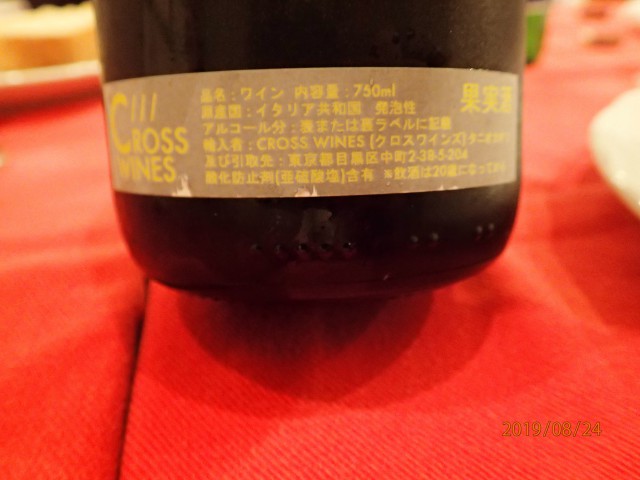 C///
CROSS
WINES
品名：ワイン 内容量：750ml
原産国：イタリア共和国 発泡性
アルコール分：表または裏ラベルに記載
輸入者：CROSS WINES (クロスワインズ)
及び引取先：東京都目黒区中町2-38-5-204
酸化防止剤(亜硫酸塩)含有 ※飲酒は20歳になってから
果実酒
2019/08/24